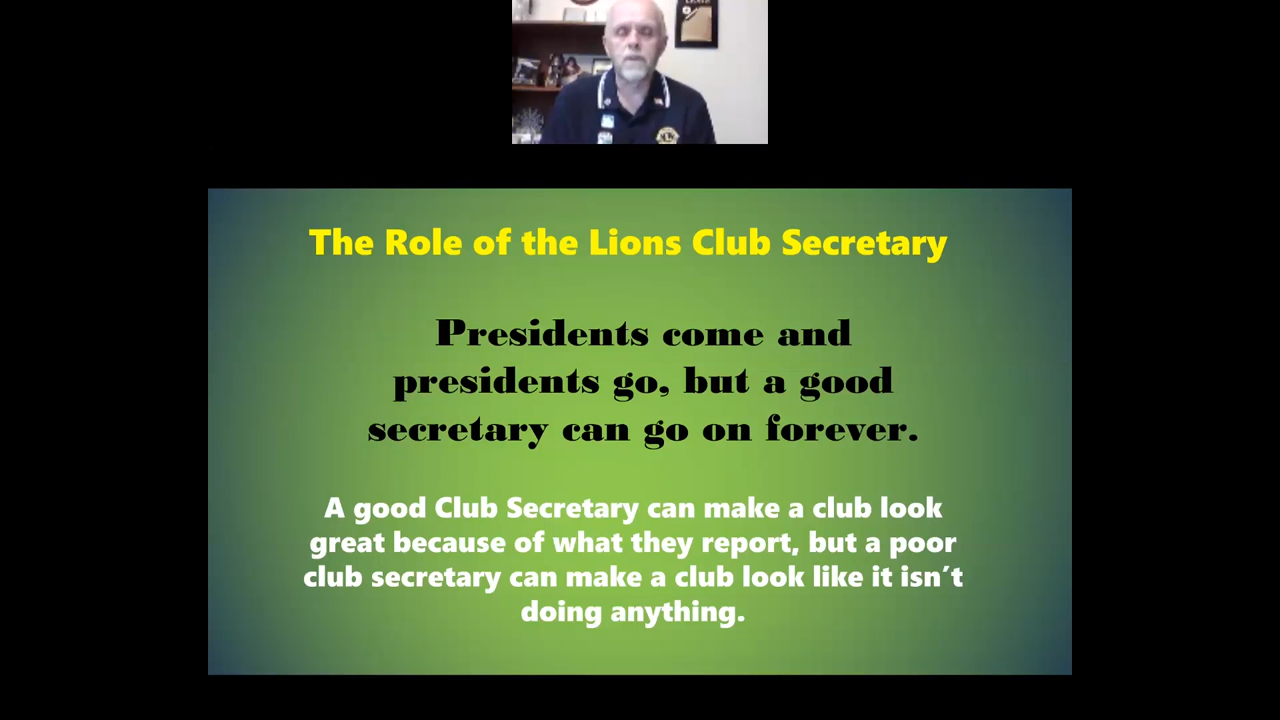 The Role of the Lions Club Secretary
Presidents come and
presidents go, but a good
secretary can go on forever.
A good Club Secretary can make a club look
great because of what they report, but a poor
club secretary can make a club look like it isn’t
doing anything.